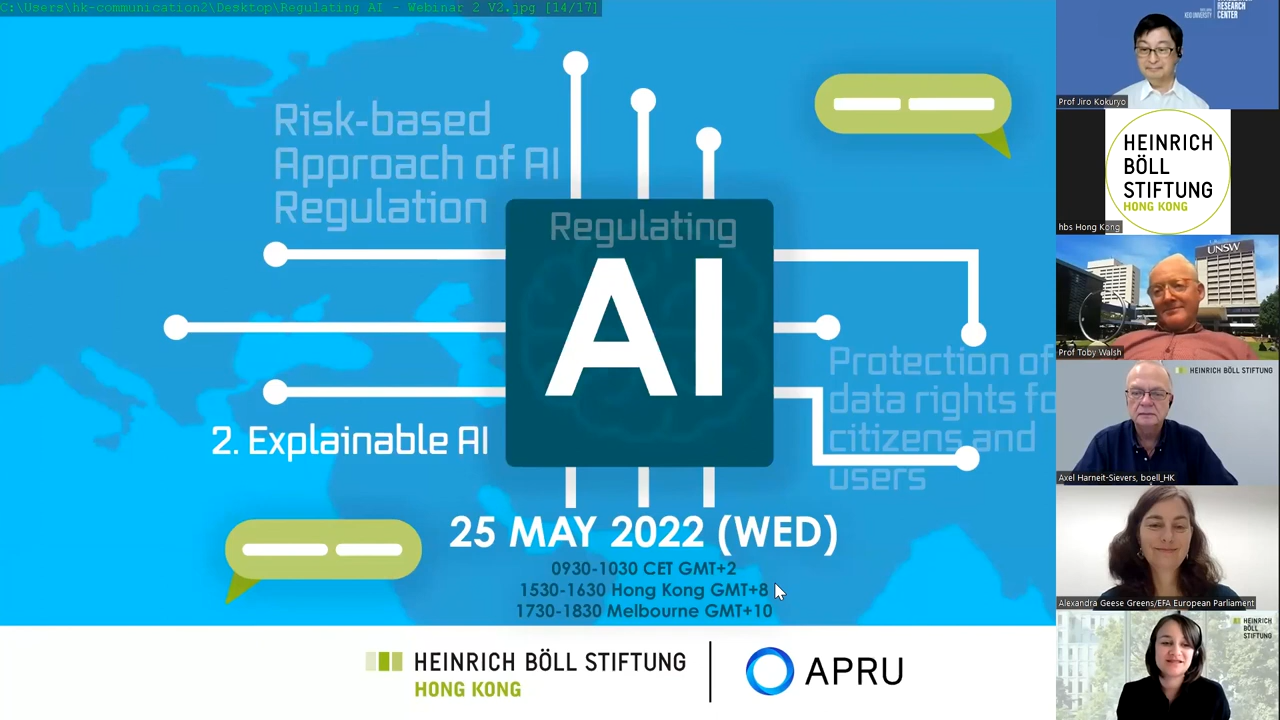 C:\Users\hk-communication2\Desktop\Regulating AI - Webinar 2 V2.jpg [14/17]
Risk-based
Approach of AI
Regulation
Regulating
AI
2. Explainable AI
Protection of
data rights fo
citizens and
users
25 MAY 2022 (WED)
0930-1030 CET GMT+2
1530-1630 Hong Kong GMT+8
1730-1830 Melbourne GMT+10
HEINRICH BÖLL STIFTUNG
HONG KONG
APRU
KEIO UNIVERSITY
RESEARCH
CENTER
Prof Jiro Kokuryo
HEINRICH
BÖLL
STIFTUNG
HONG KONG
hbs Hong Kong
UNSW
Prof Toby Walsh
HEINRICH BÖLL STIFTUNG
Axel Harneit-Sievers, boell_HK
Alexandra Geese Greens/EFA European Parliament
HEINRICH
BÖLL
STIFTUNG